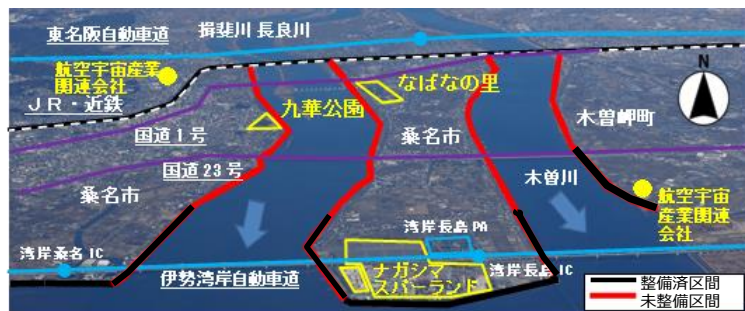 東名阪自動車道
揖斐川 長良川
航空宇宙産業
関連会社
JR・近鉄
なばなの里
九華公園
桑名市
木曽岬町
国道1号
国道23号
桑名市
木曽川
航空宇宙
産業関連
会社
湾岸長島PA
湾岸桑名IC
伊勢湾岸自動車道
ナガシマ
スパーランド
湾岸長島IC
整備済区間
未整備区間